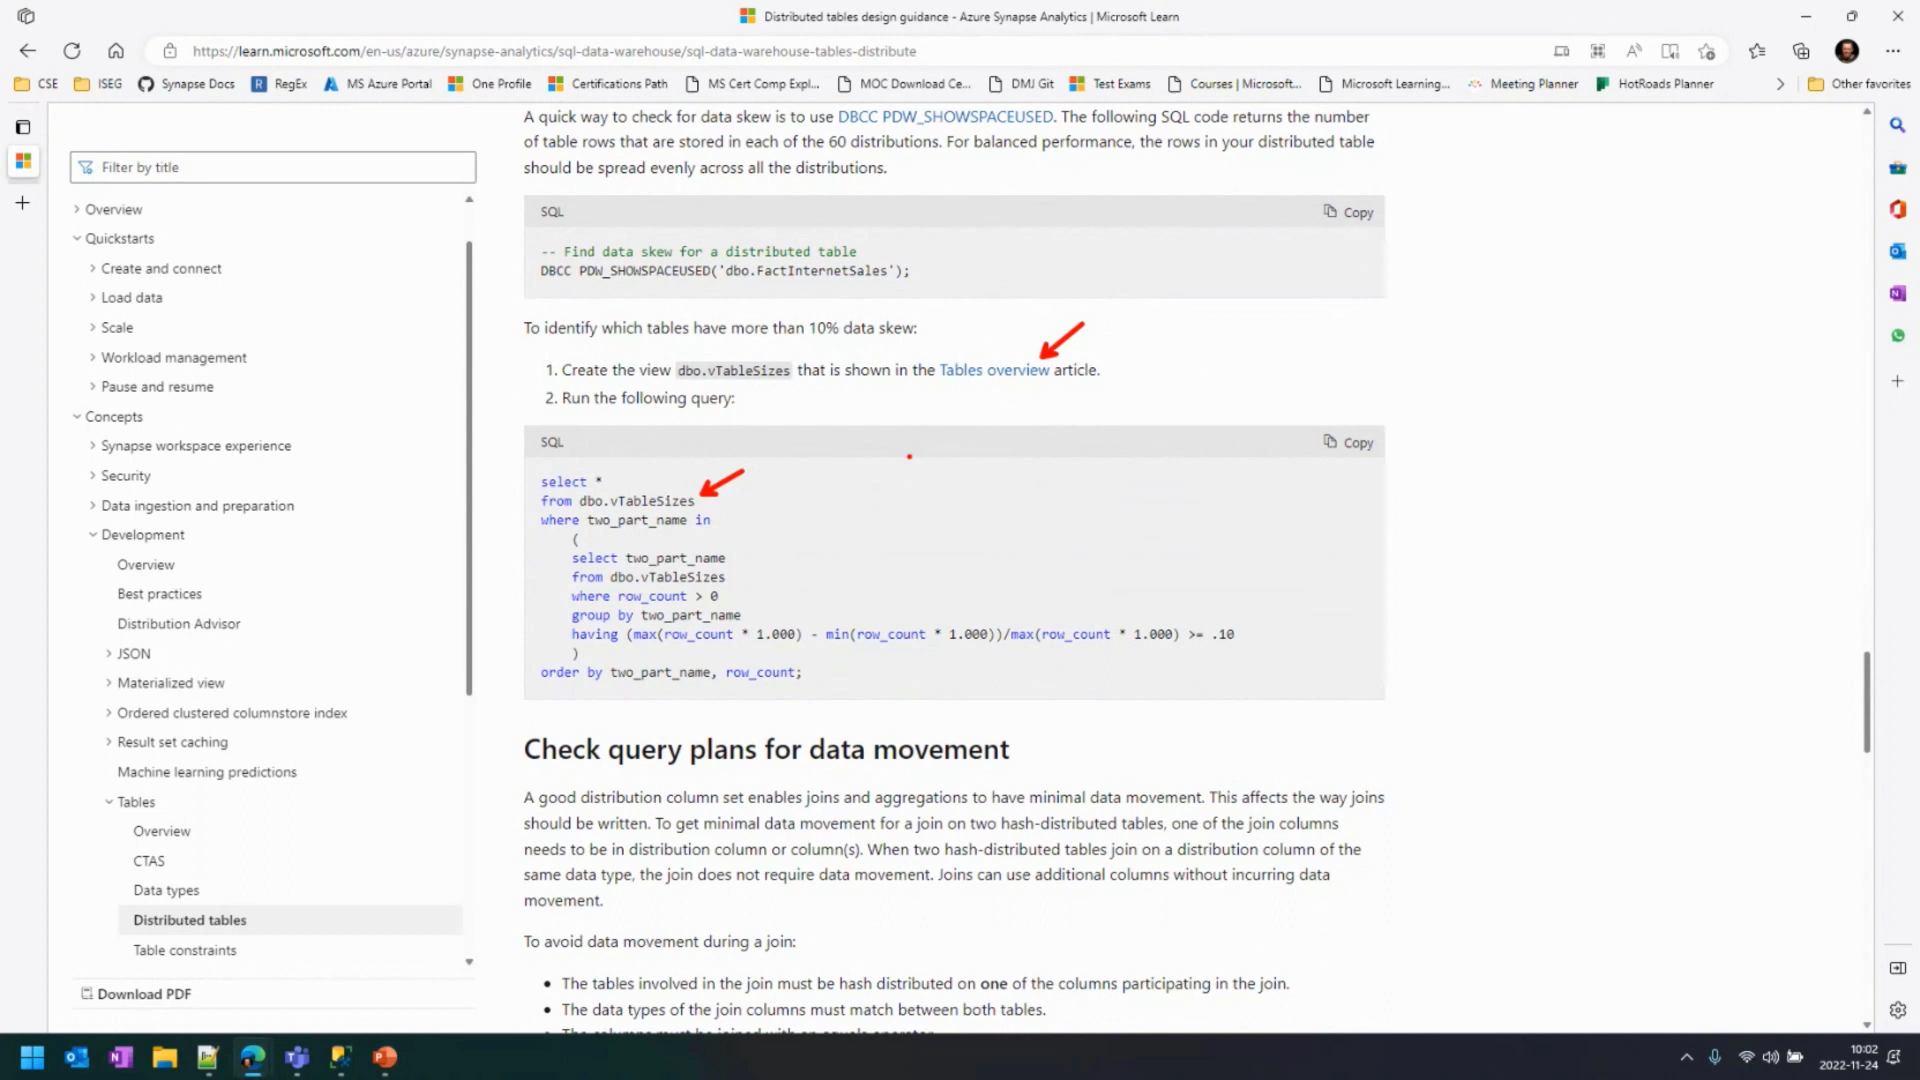 Distributed tables design guidance - Azure Synapse Analytics | Microsoft Learn
https://learn.microsoft.com/en-us/azure/synapse-analytics/sql-data-warehouse/sql-data-warehouse-tables-distribute
CSE ISEG Synapse Docs RegEx MS Azure Portal One Profile Certifications Path MS Cert Comp Expl... MOC Download Ce... DMJ Git Test Exams Courses | Microsoft... Microsoft Learning... Meeting Planner HotRoads Planner Other favorites
Filter by title
Overview
Quickstarts
Create and connect
Load data
Scale
Workload management
Pause and resume
Concepts
Synapse workspace experience
Security
Data ingestion and preparation
Development
Overview
Best practices
Distribution Advisor
JSON
Materialized view
Ordered clustered columnstore index
Result set caching
Machine learning predictions
Tables
Overview
CTAS
Data types
Distributed tables
Table constraints
Download PDF
A quick way to check for data skew is to use DBCC PDW_SHOWSPACEUSED. The following SQL code returns the number
of table rows that are stored in each of the 60 distributions. For balanced performance, the rows in your distributed table
should be spread evenly across all the distributions.
SQL Copy
-- Find data skew for a distributed table
DBCC PDW_SHOWSPACEUSED('dbo.FactInternetSales');
To identify which tables have more than 10% data skew:
1. Create the view dbo.vTableSizes that is shown in the Tables overview article.
2. Run the following query:
SQL Copy
select *
from dbo.vTableSizes
where two_part_name in
(
select two_part_name
from dbo.vTableSizes
where row_count > 0
group by two_part_name
having (max(row_count * 1.000) - min(row_count * 1.000))/max(row_count * 1.000) >= .10
)
order by two_part_name, row_count;
Check query plans for data movement
A good distribution column set enables joins and aggregations to have minimal data movement. This affects the way joins
should be written. To get minimal data movement for a join on two hash-distributed tables, one of the join columns
needs to be in distribution column or column(s). When two hash-distributed tables join on a distribution column of the
same data type, the join does not require data movement. Joins can use additional columns without incurring data
movement.
To avoid data movement during a join:
• The tables involved in the join must be hash distributed on one of the columns participating in the join.
• The data types of the join columns must match between both tables.
10:02
2022-11-24